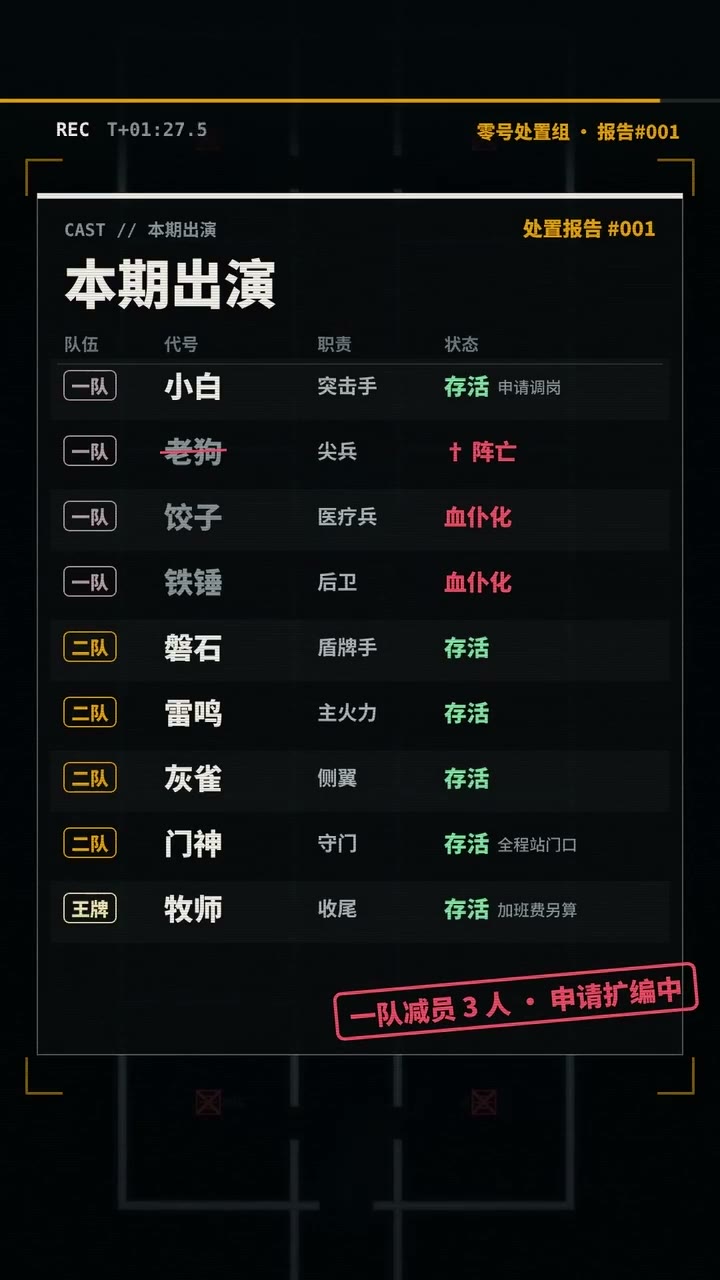 REC T+01:27.5
零号处置组 · 报告#001
CAST // 本期出演
处置报告 #001
本期出演
队伍 代号 职责 状态
一队 小白 突击手 存活 申请调岗
一队 老狗 尖兵 † 阵亡
一队 饺子 医疗兵 血仆化
一队 铁锤 后卫 血仆化
二队 磐石 盾牌手 存活
二队 雷鸣 主火力 存活
二队 灰雀 侧翼 存活
二队 门神 守门 存活 全程站门口
王牌 牧师 收尾 存活 加班费另算
一队减员 3 人 · 申请扩编中